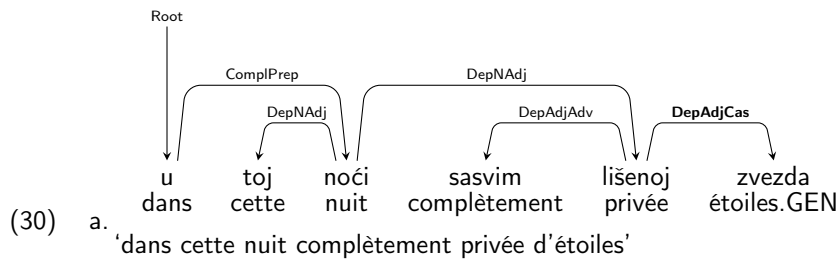 Root
ComplPrep DepNAdj
DepNAdj DepAdjAdv DepAdjCas
u toj noći sasvim lišenoj zvezda
dans cette nuit complètement privée étoiles.GEN
(30) a.
‘dans cette nuit complètement privée d’étoiles’